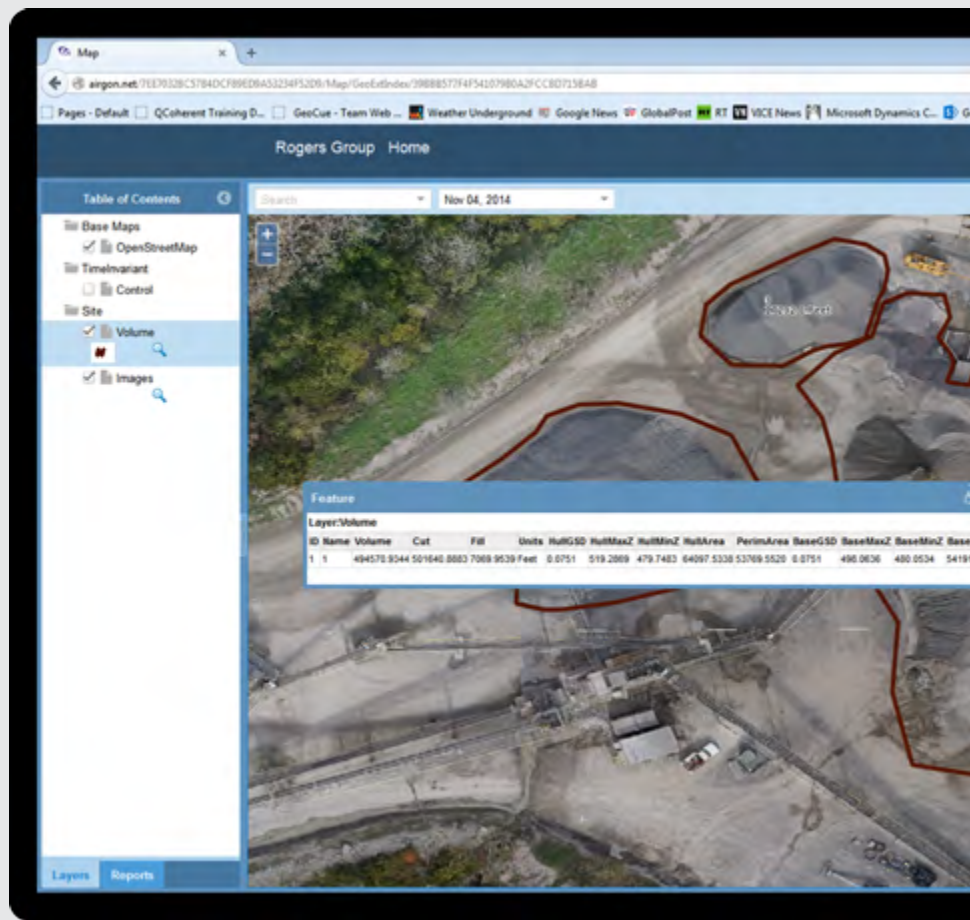 Map × +
airgon.net
Pages - Default QCoherent Training D... GeoCue - Team Web ... Weather Underground Google News GlobalPost RT VICE News Microsoft Dynamics C... G
Rogers Group Home
Table of Contents
Search Nov 04, 2014
Base Maps
OpenStreetMap
TimeInvariant
Control
Site
Volume
Images
Feature
Layer:Volume
ID Name Volume Cut Fill Units HullGSD HullMaxZ HullMinZ HullArea PerimArea BaseGSD BaseMaxZ BaseMinZ Base
1 1 494570.9344 501640.8883 7069.9539 Feet 0.0751 519.2869 479.7483 64097.5338 53769.5520 0.0751 480.0534
Layers Reports